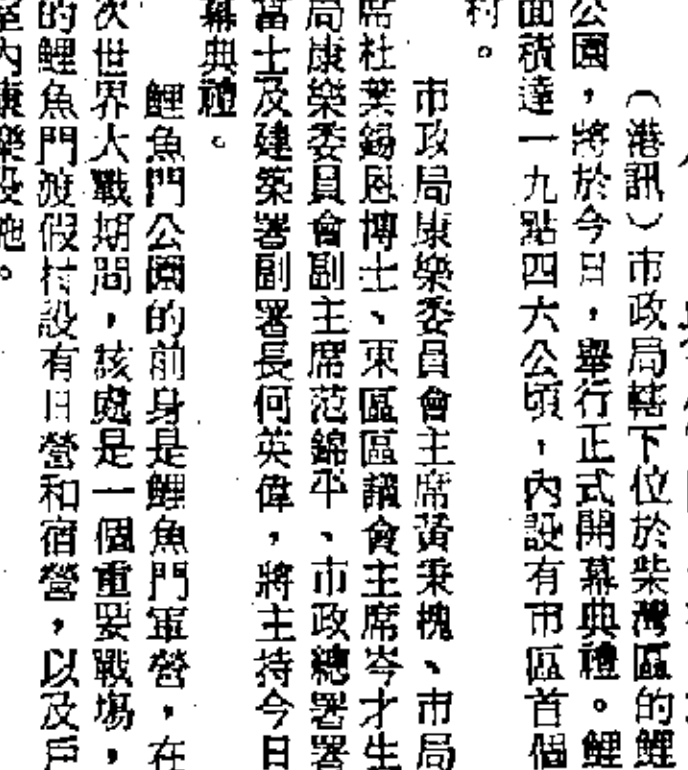 （港訊）市政局轄下位於柴灣區的鯉
公園，將於今日，舉行正式開幕典禮。鯉
面積達一九點四六公頃，內設有市區首個
村。
市政局康樂委員會主席黃秉槐、市局
席杜葉錫恩博士、東區區議會主席岑才生
局康樂委員會副主席范錦平、市政總署署
富士及建築署副署長何英偉，將主持今日
幕典禮。
鯉魚門公園的前身是鯉魚門軍營，在
次世界大戰期間，該處是一個重要戰場，
的鯉魚門渡假村設有日營和宿營，以及戶
室內康樂設施。